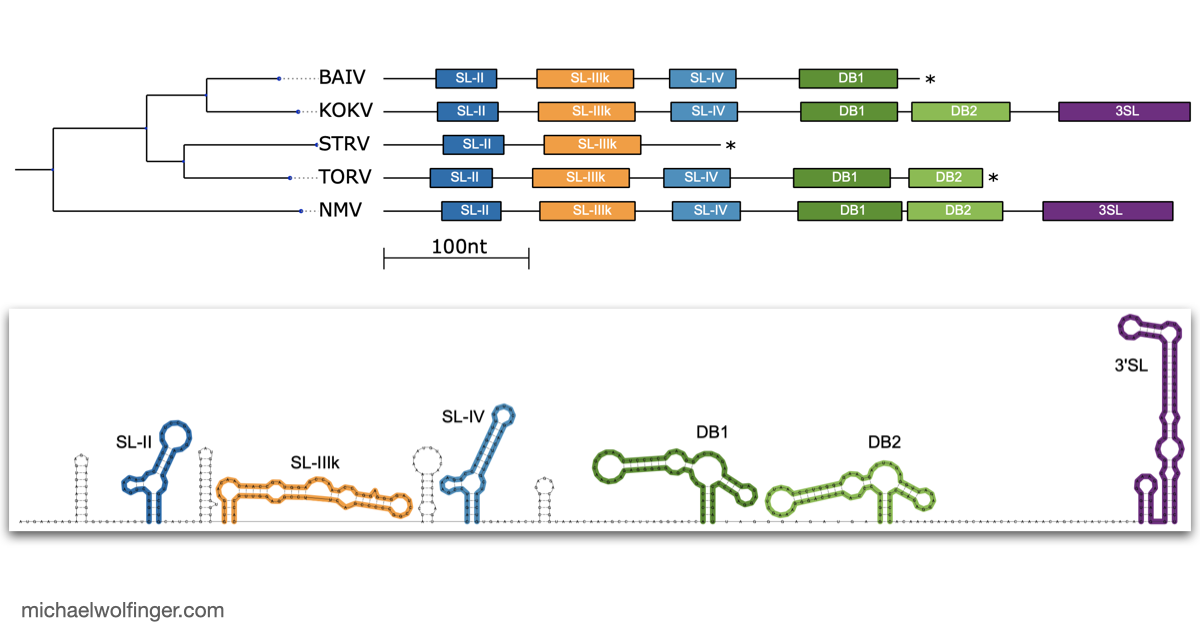 BAIV SL-II SL-IIIk SL-IV DB1 *
KOKV SL-II SL-IIIk SL-IV DB1 DB2 3SL
STRV SL-II SL-IIIk *
TORV SL-II SL-IIIk SL-IV DB1 DB2 *
NMV SL-II SL-IIIk SL-IV DB1 DB2 3SL
100nt
3'SL
SL-IV
DB1
SL-II
DB2
SL-IIIk
michaelwolfinger.com